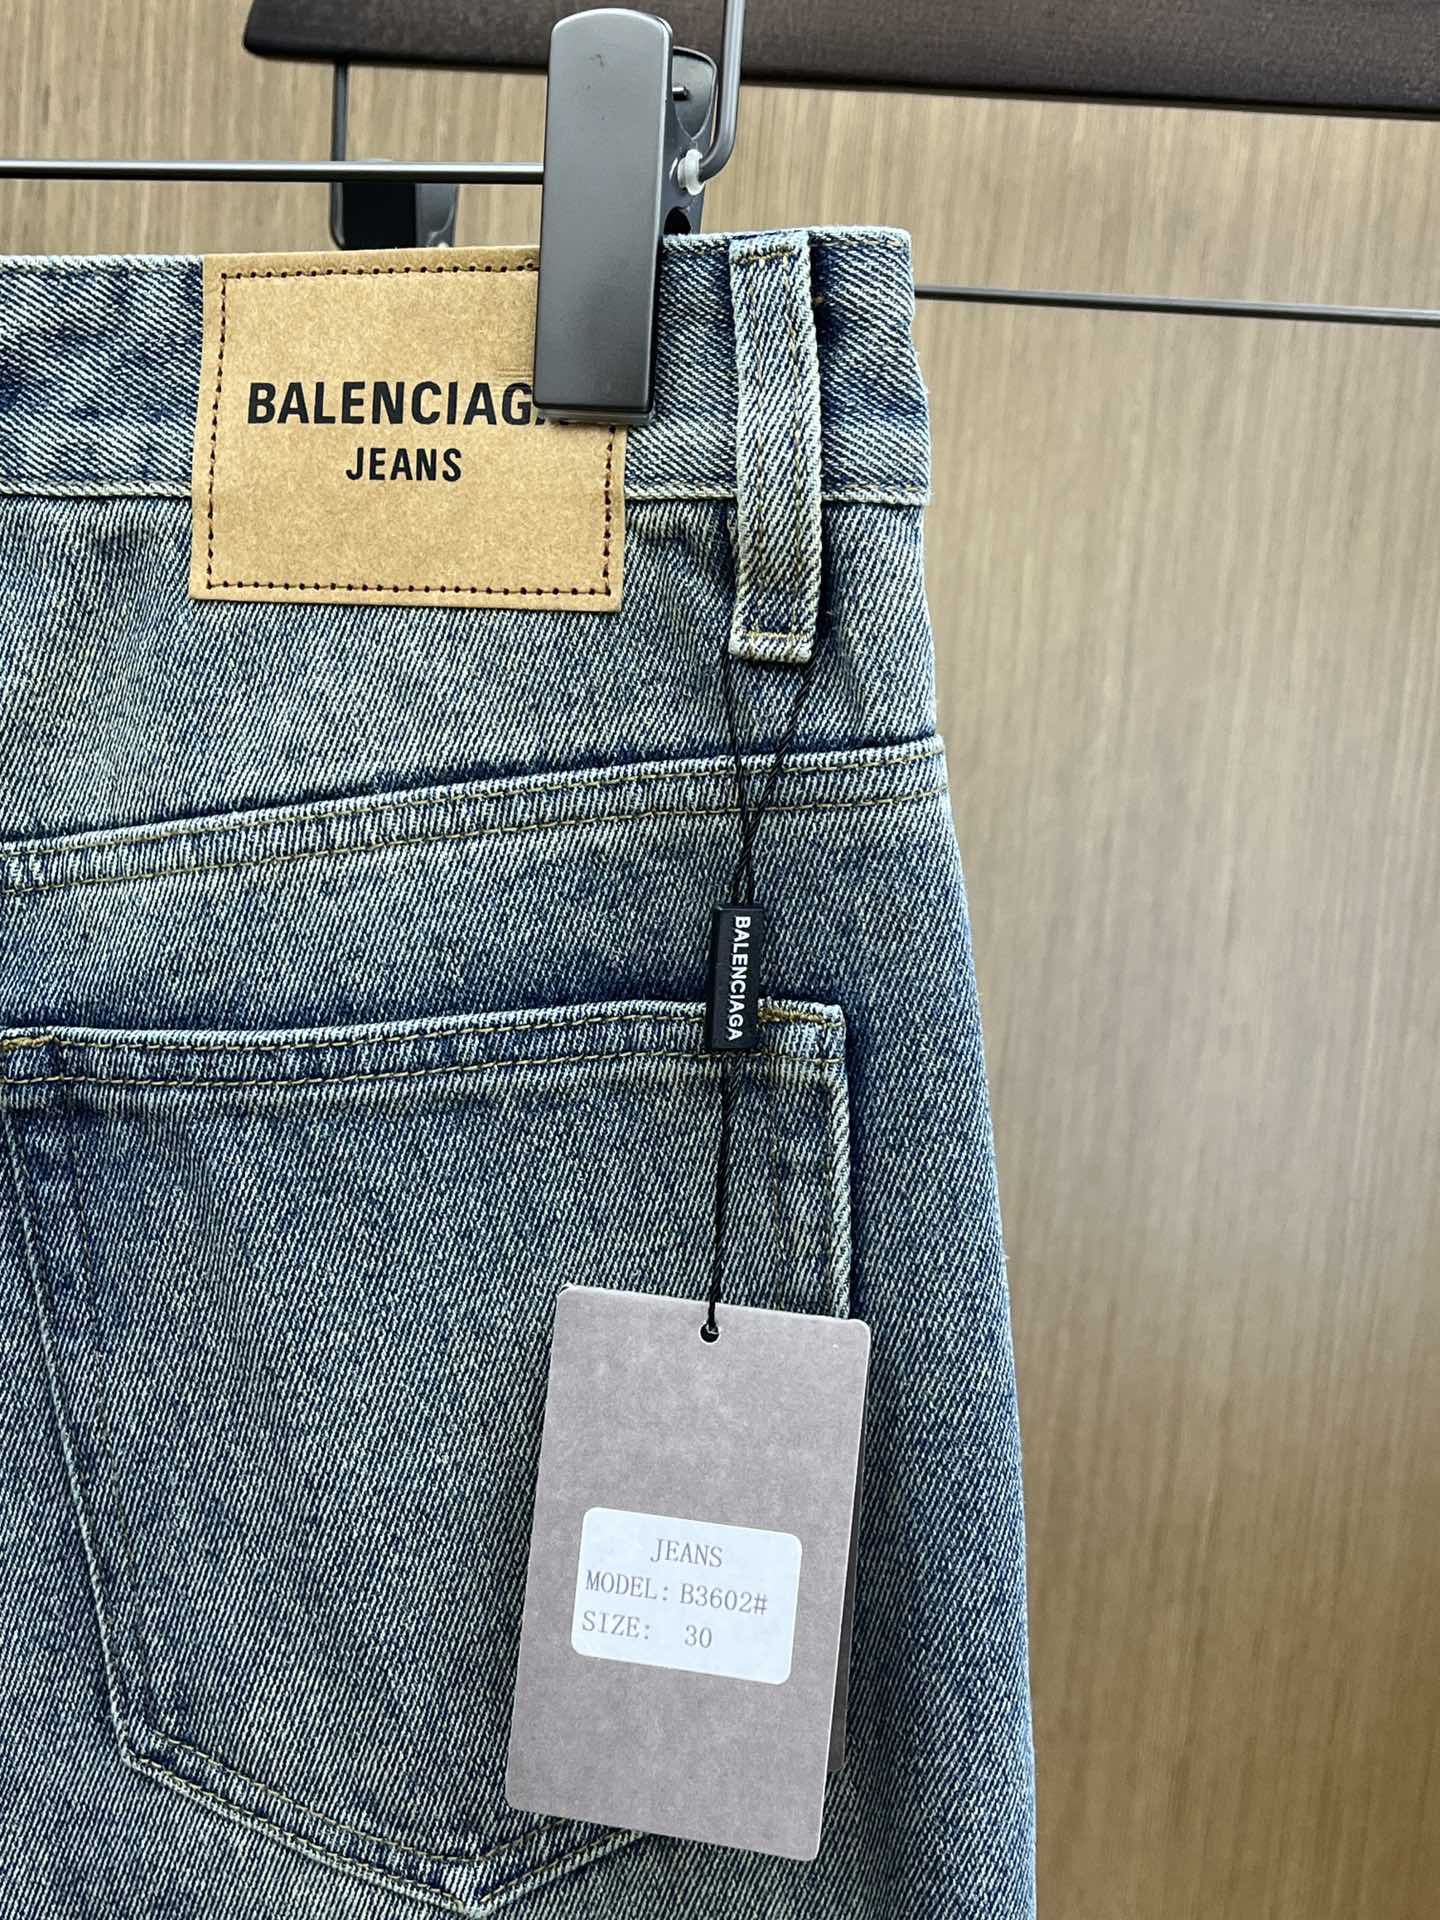 BALENCIAGA
JEANS
BALENCIAGA
JEANS
MODEL: B3602#
SIZE: 30